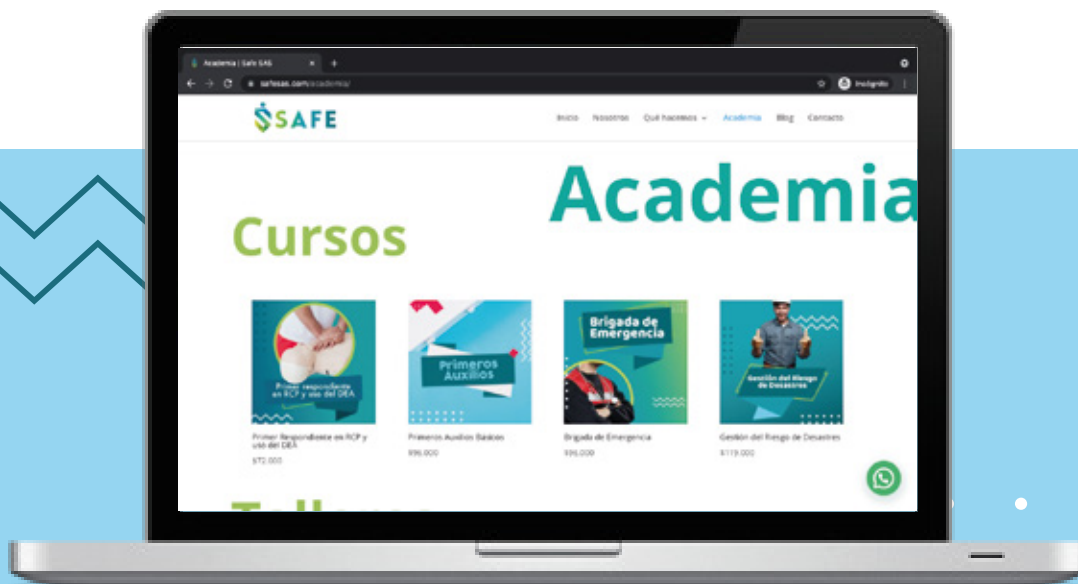 Academia | Safe SAS
safesas.com/academia/
Incógnito
SAFE
Inicio Nosotros Qué hacemos Academia Blog Contacto
Academia
Cursos
Primer respondiente
en RCP y uso del DEA
Primeros
Auxilios
Brigada de
Emergencia
Gestión del Riesgo
de Desastres
Primer Respondiente en RCP y
uso del DEA
$72.000
Primeros Auxilios Básicos
$96.000
Brigada de Emergencia
$96.000
Gestión del Riesgo de Desastres
$119.000